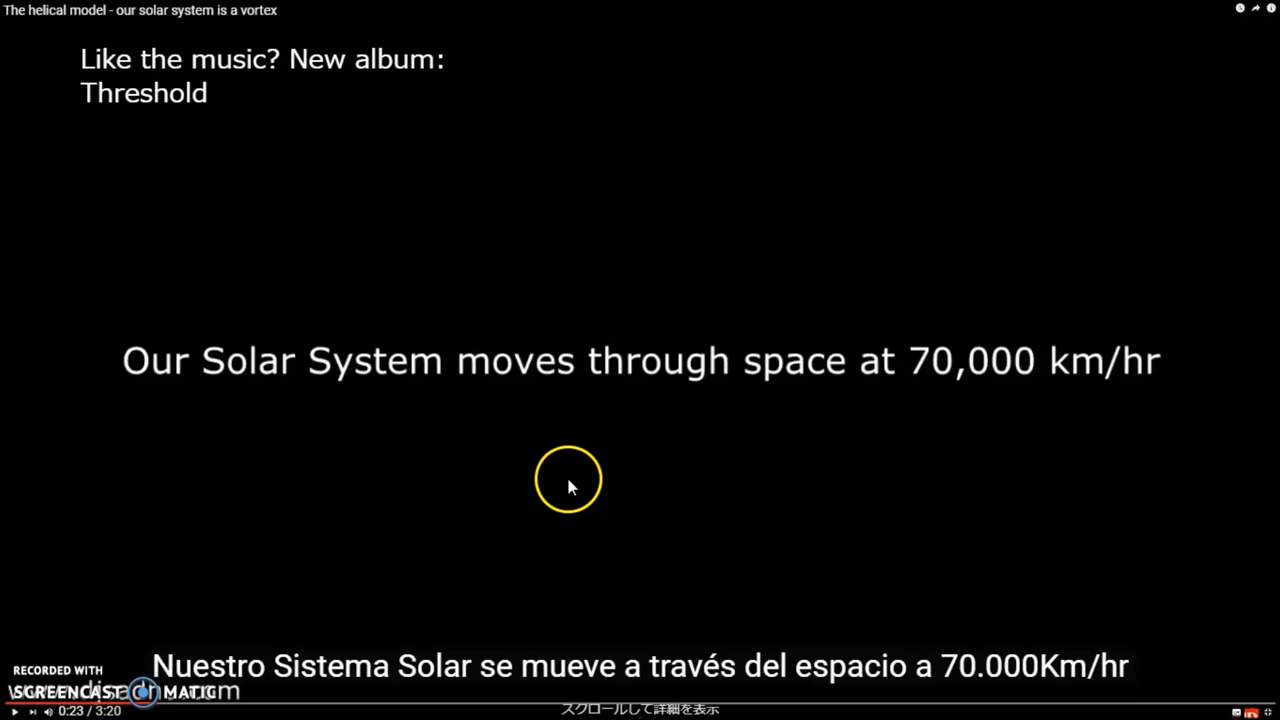 The helical model - our solar system is a vortex
Like the music? New album:
Threshold
Our Solar System moves through space at 70,000 km/hr
Nuestro Sistema Solar se mueve a través del espacio a 70.000Km/hr
RECORDED WITH
SCREENCAST MATIC
0:23 / 3:20
スクロールして詳細を表示